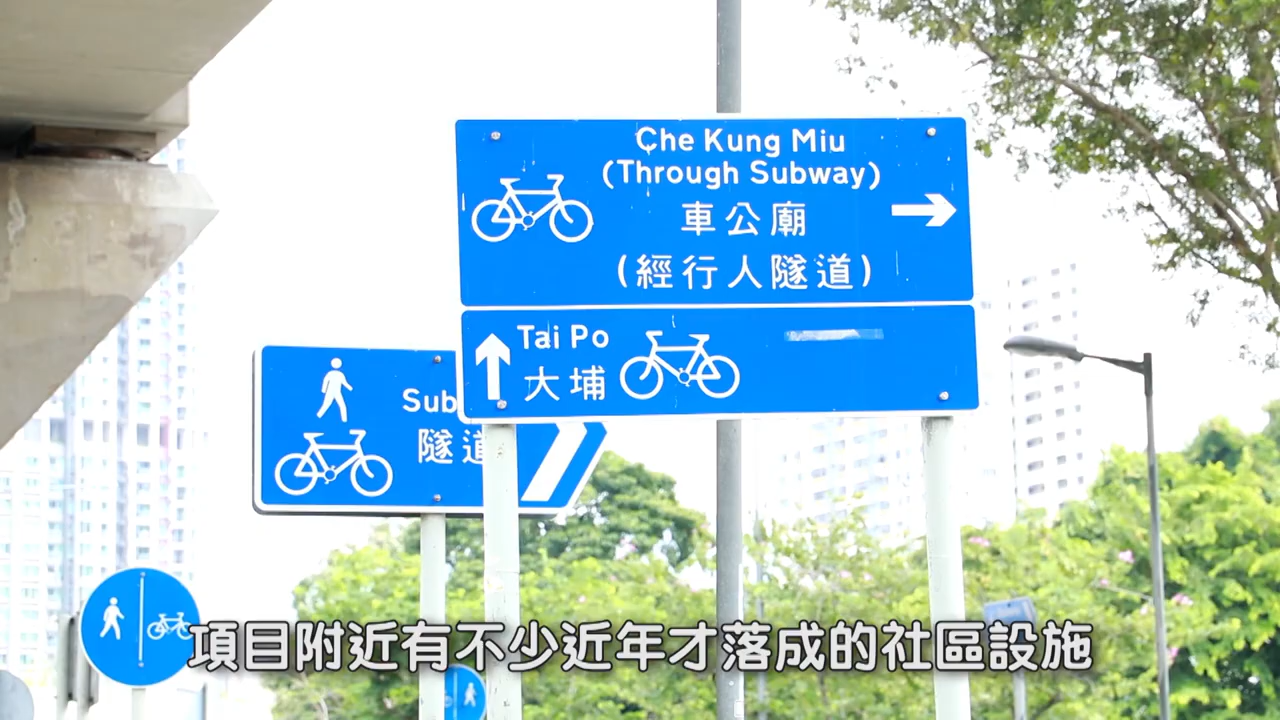 Che Kung Miu
(Through Subway)
車公廟
(經行人隧道)
Tai Po
大埔
隧道
項目附近有不少近年才落成的社區設施